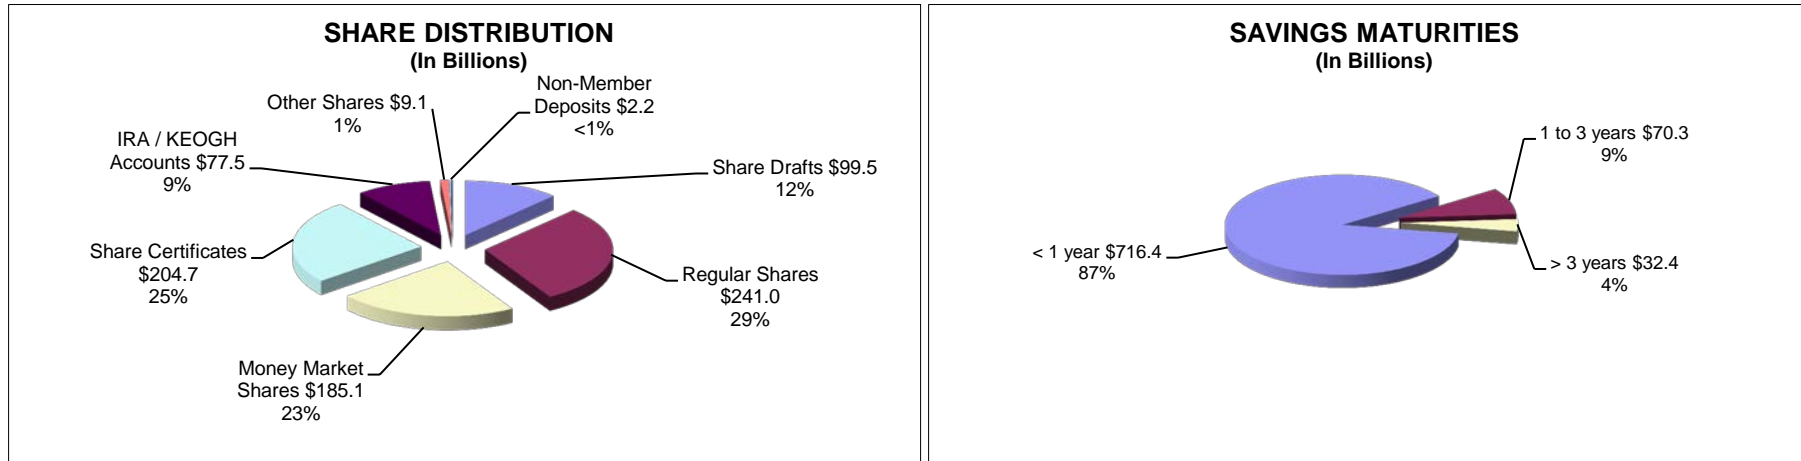 SHARE DISTRIBUTION
(In Billions)
Non-Member
Deposits $2.2
<1%
Other Shares $9.1
1%
IRA / KEOGH
Accounts $77.5
9%
Share Drafts $99.5
12%
Share Certificates
$204.7
25%
Regular Shares
$241.0
29%
Money Market
Shares $185.1
23%
SAVINGS MATURITIES
(In Billions)
1 to 3 years $70.3
9%
< 1 year $716.4
87%
> 3 years $32.4
4%